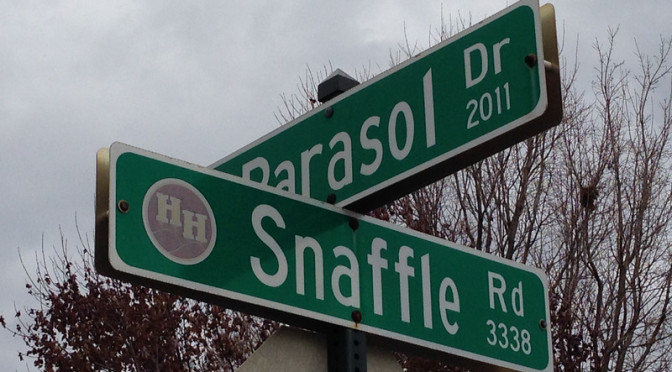 Parasol Dr
2011
HH
Snaffle Rd
3338